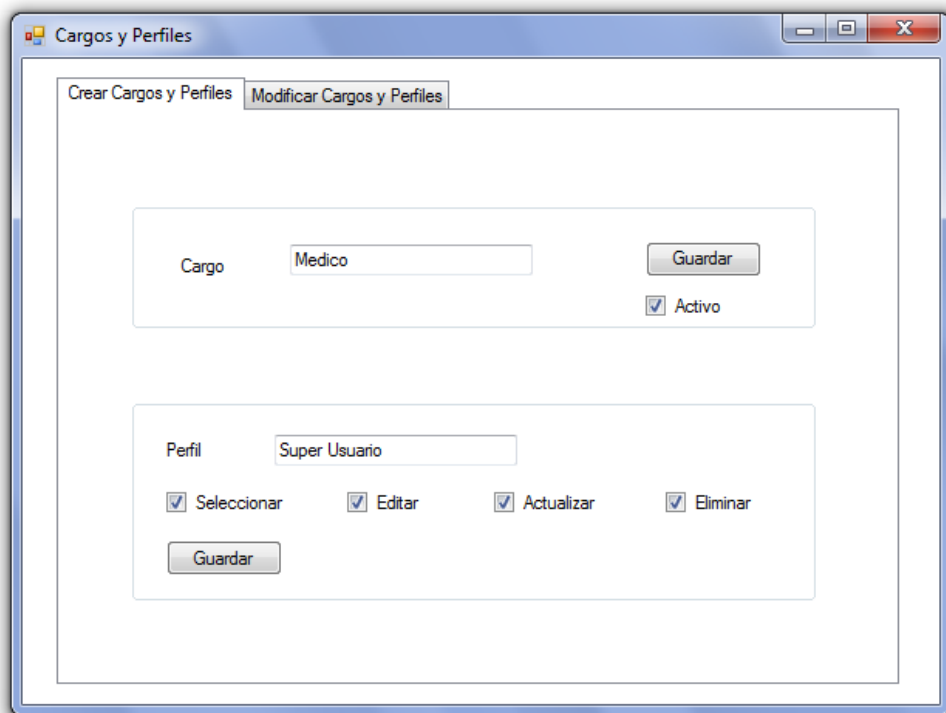 Cargos y Perfiles
Crear Cargos y Perfiles Modificar Cargos y Perfiles
Cargo Medico Guardar
Activo
Perfil Super Usuario
Seleccionar Editar Actualizar Eliminar
Guardar